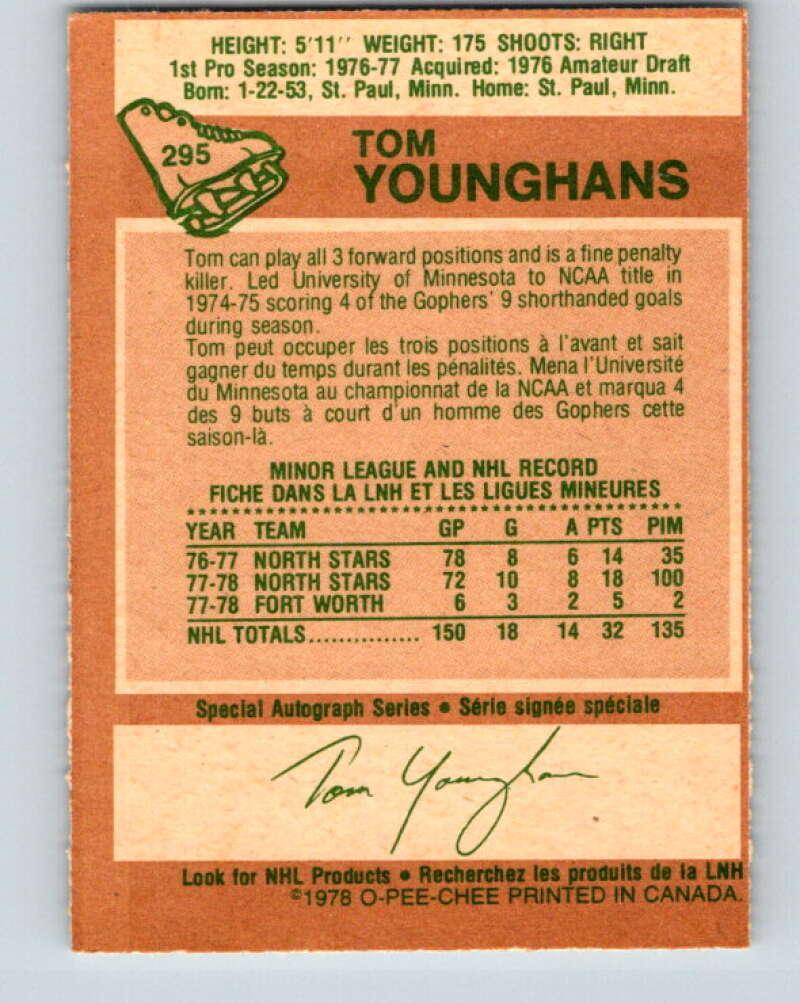 HEIGHT: 5'11'' WEIGHT: 175 SHOOTS: RIGHT
1st Pro Season: 1976-77 Acquired: 1976 Amateur Draft
Born: 1-22-53, St. Paul, Minn. Home: St. Paul, Minn.
295
TOM
YOUNGHANS
Tom can play all 3 forward positions and is a fine penalty
killer. Led University of Minnesota to NCAA title in
1974-75 scoring 4 of the Gophers' 9 shorthanded goals
during season.
Tom peut occuper les trois positions à l'avant et sait
gagner du temps durant les pénalités. Mena l'Université
du Minnesota au championnat de la NCAA et marqua 4
des 9 buts à court d'un homme des Gophers cette
saison-là.
MINOR LEAGUE AND NHL RECORD
FICHE DANS LA LNH ET LES LIGUES MINEURES
YEAR TEAM GP G A PTS PIM
76-77 NORTH STARS 78 8 6 14 35
77-78 NORTH STARS 72 10 8 18 100
77-78 FORT WORTH 6 3 2 5 2
NHL TOTALS............... 150 18 14 32 135
Special Autograph Series • Série signée spéciale
Tom Younghans
Look for NHL Products • Recherchez les produits de la LNH
©1978 O-PEE-CHEE PRINTED IN CANADA.